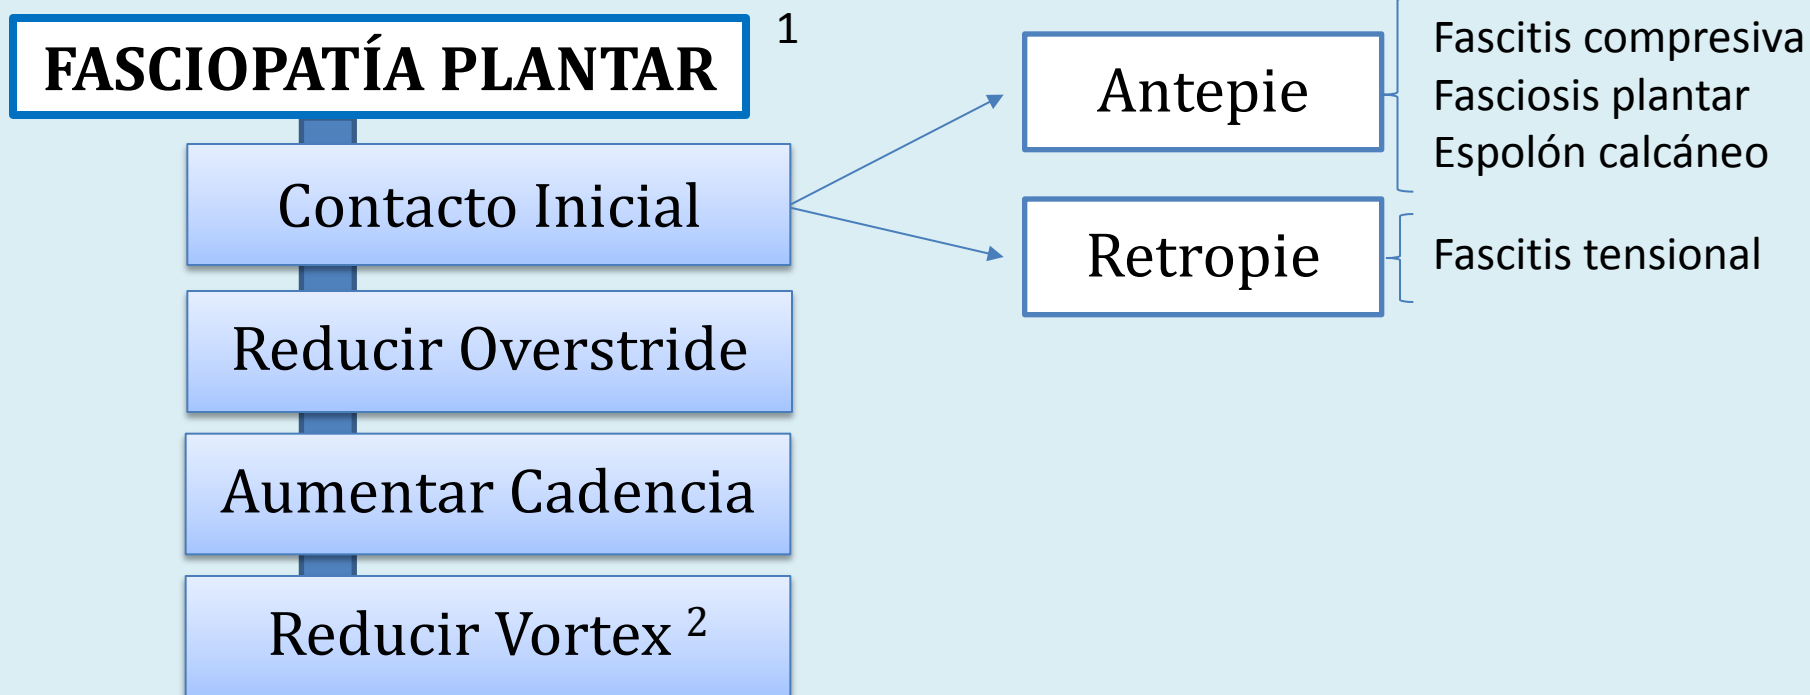 FASCIOPATÍA PLANTAR 1
Contacto Inicial
Reducir Overstride
Aumentar Cadencia
Reducir Vortex 2
Antepie
Fascitis compresiva
Fasciosis plantar
Espolón calcáneo
Retropie
Fascitis tensional